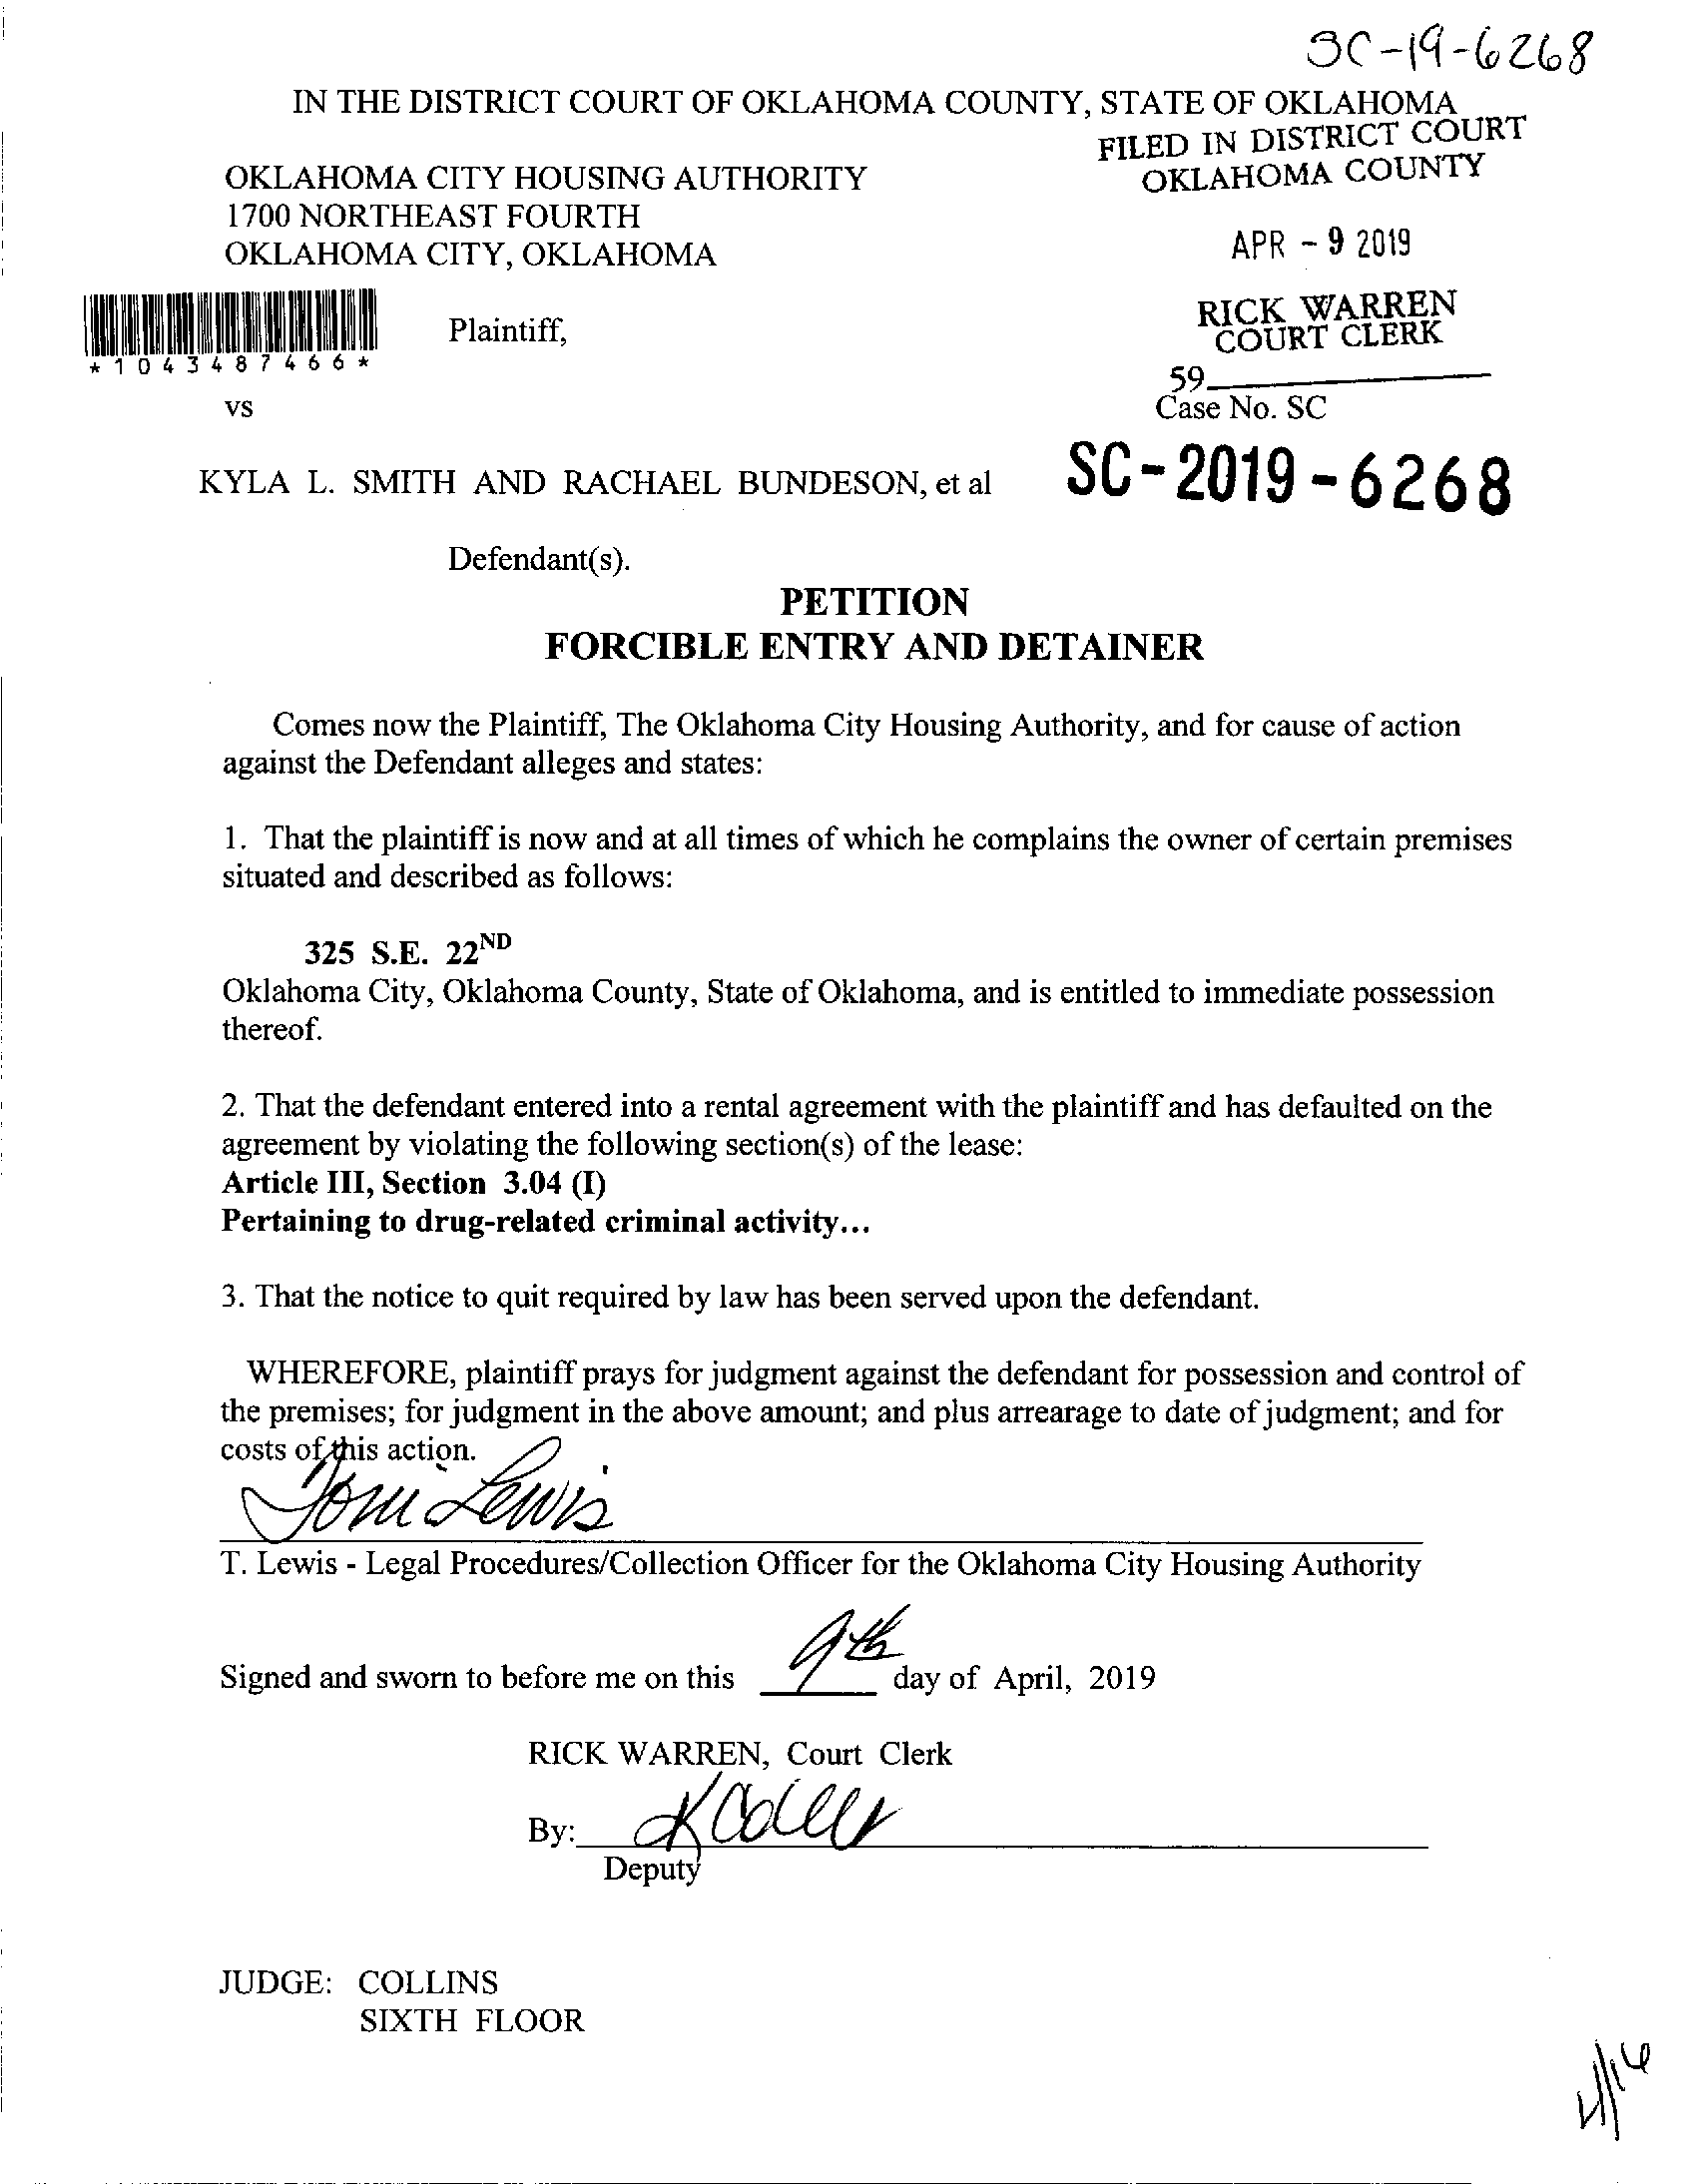 SC-19-6268
IN THE DISTRICT COURT OF OKLAHOMA COUNTY, STATE OF OKLAHOMA
FILED IN DISTRICT COURT
OKLAHOMA COUNTY
OKLAHOMA CITY HOUSING AUTHORITY
1700 NORTHEAST FOURTH
OKLAHOMA CITY, OKLAHOMA
APR - 9 2019
RICK WARREN
COURT CLERK
*1043487466*
Plaintiff,
59
vs
Case No. SC
KYLA L. SMITH AND RACHAEL BUNDESON, et al
SC-2019-6268
Defendant(s).
PETITION
FORCIBLE ENTRY AND DETAINER
Comes now the Plaintiff, The Oklahoma City Housing Authority, and for cause of action
against the Defendant alleges and states:
1. That the plaintiff is now and at all times of which he complains the owner of certain premises
situated and described as follows:
325 S.E. 22ND
Oklahoma City, Oklahoma County, State of Oklahoma, and is entitled to immediate possession
thereof.
2. That the defendant entered into a rental agreement with the plaintiff and has defaulted on the
agreement by violating the following section(s) of the lease:
Article III, Section 3.04 (I)
Pertaining to drug-related criminal activity...
3. That the notice to quit required by law has been served upon the defendant.
WHEREFORE, plaintiff prays for judgment against the defendant for possession and control of
the premises; for judgment in the above amount; and plus arrearage to date of judgment; and for
costs of this action.
Toni Lewis
T. Lewis - Legal Procedures/Collection Officer for the Oklahoma City Housing Authority
Signed and sworn to before me on this 9th day of April, 2019
RICK WARREN, Court Clerk
By:
Deputy
JUDGE: COLLINS
SIXTH FLOOR
4/16